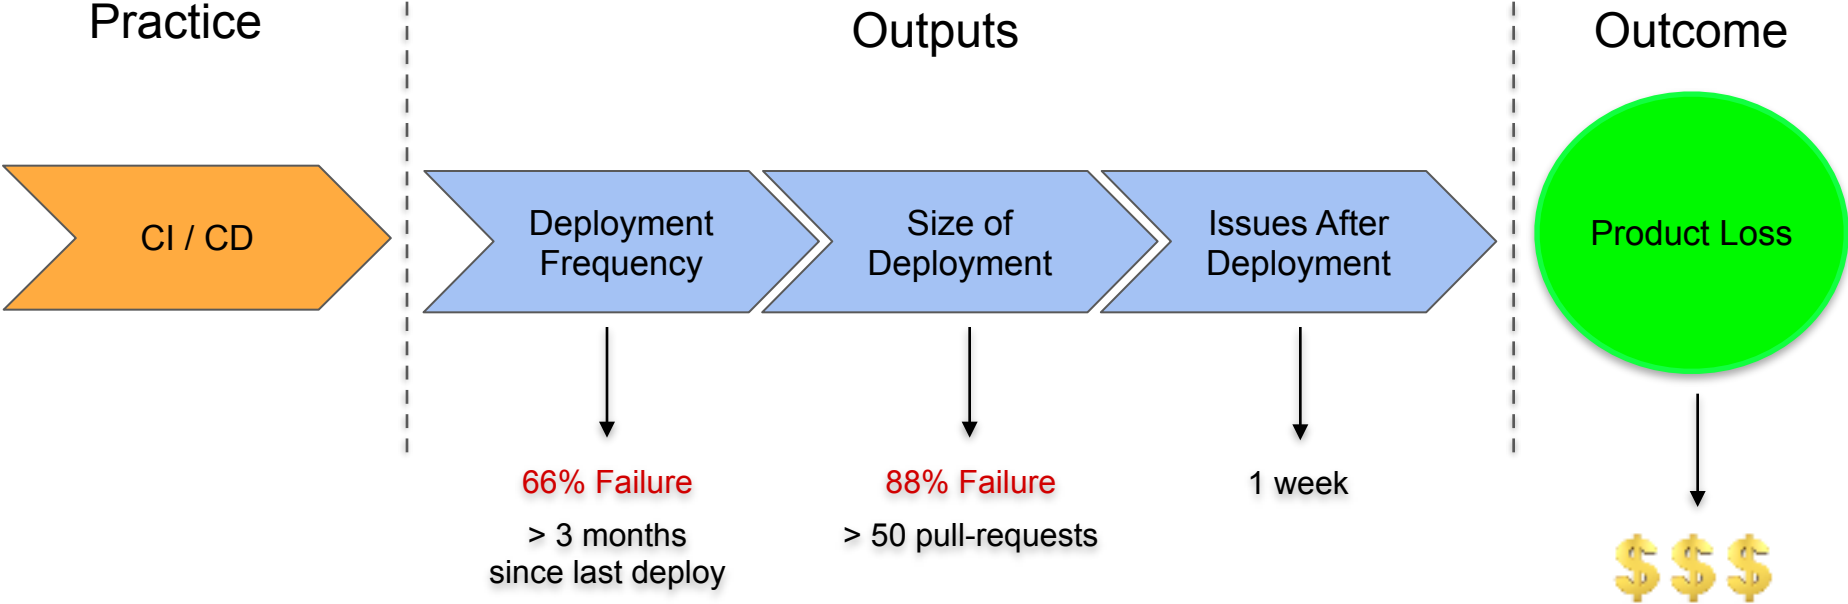 Practice
Outputs
Outcome
CI / CD
Deployment
Frequency
Size of
Deployment
Issues After
Deployment
Product Loss
66% Failure
> 3 months
since last deploy
88% Failure
> 50 pull-requests
1 week
$$$